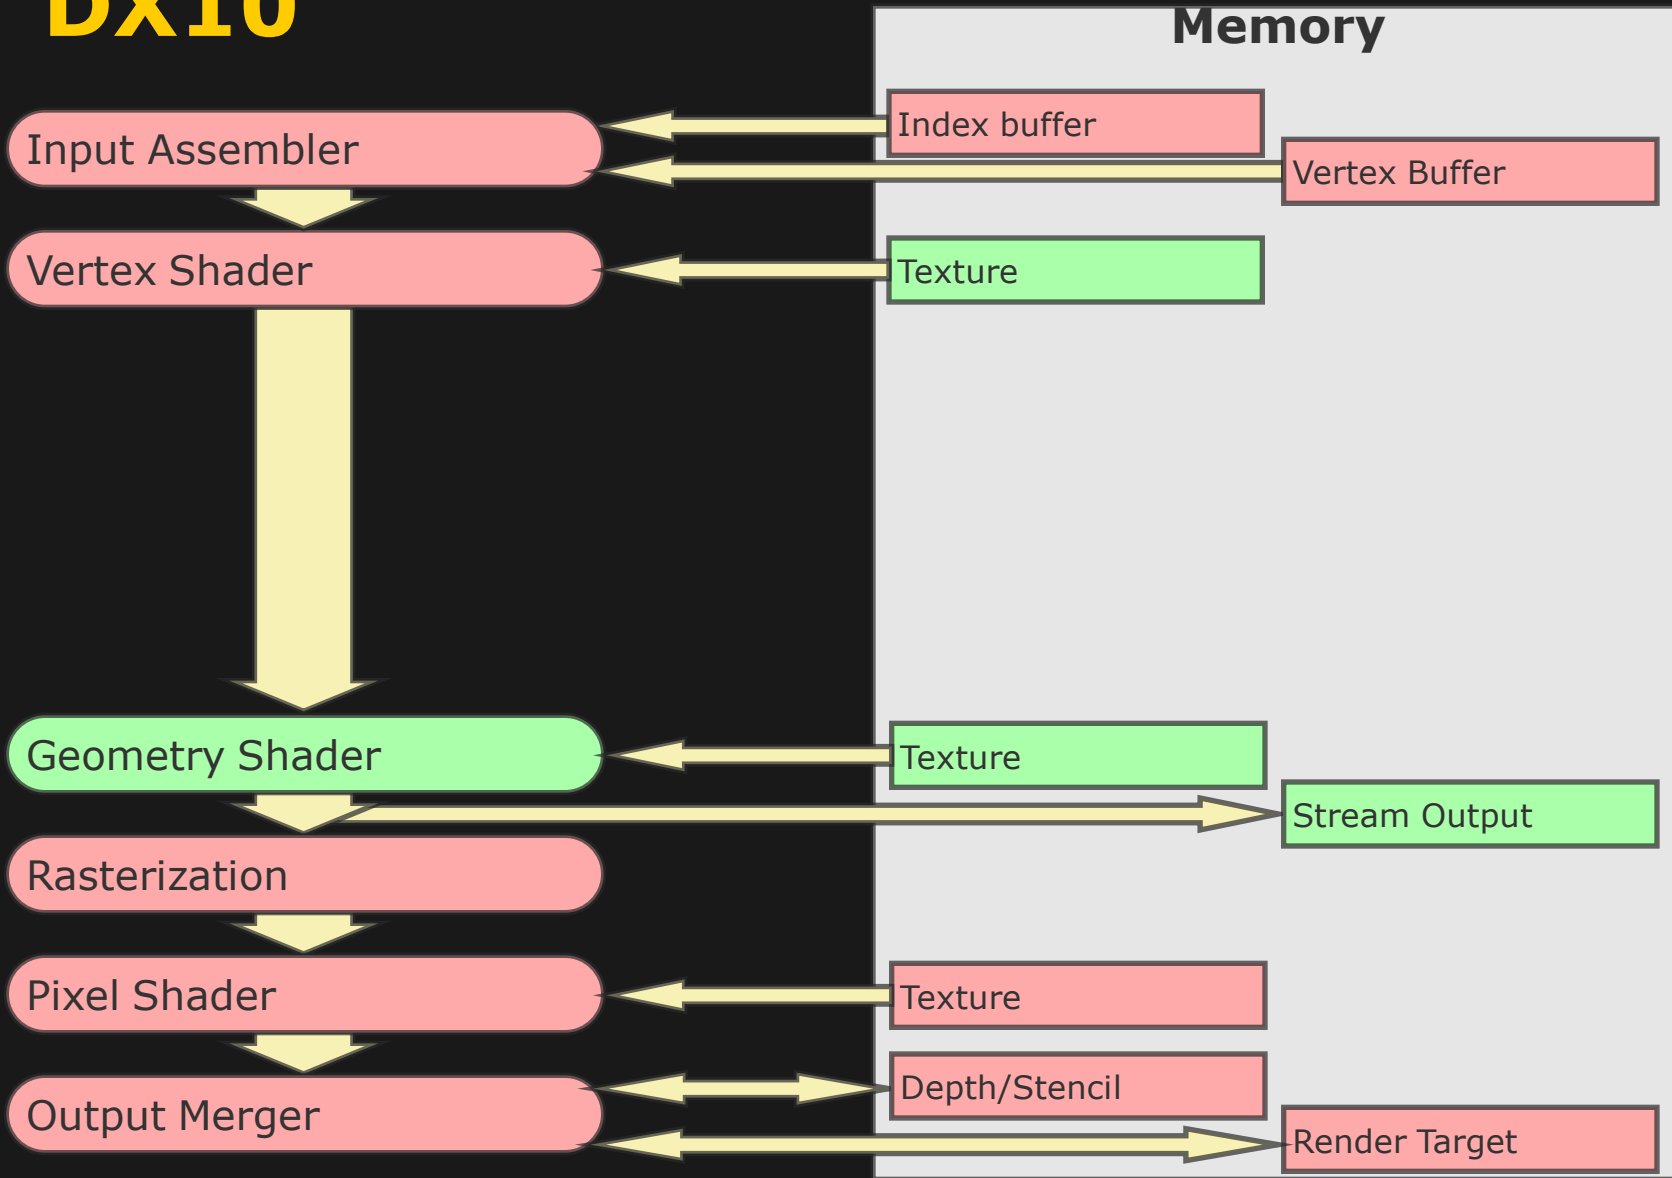 DX10
Memory
Input Assembler
Index buffer
Vertex Buffer
Vertex Shader
Texture
Geometry Shader
Texture
Stream Output
Rasterization
Pixel Shader
Texture
Output Merger
Depth/Stencil
Render Target